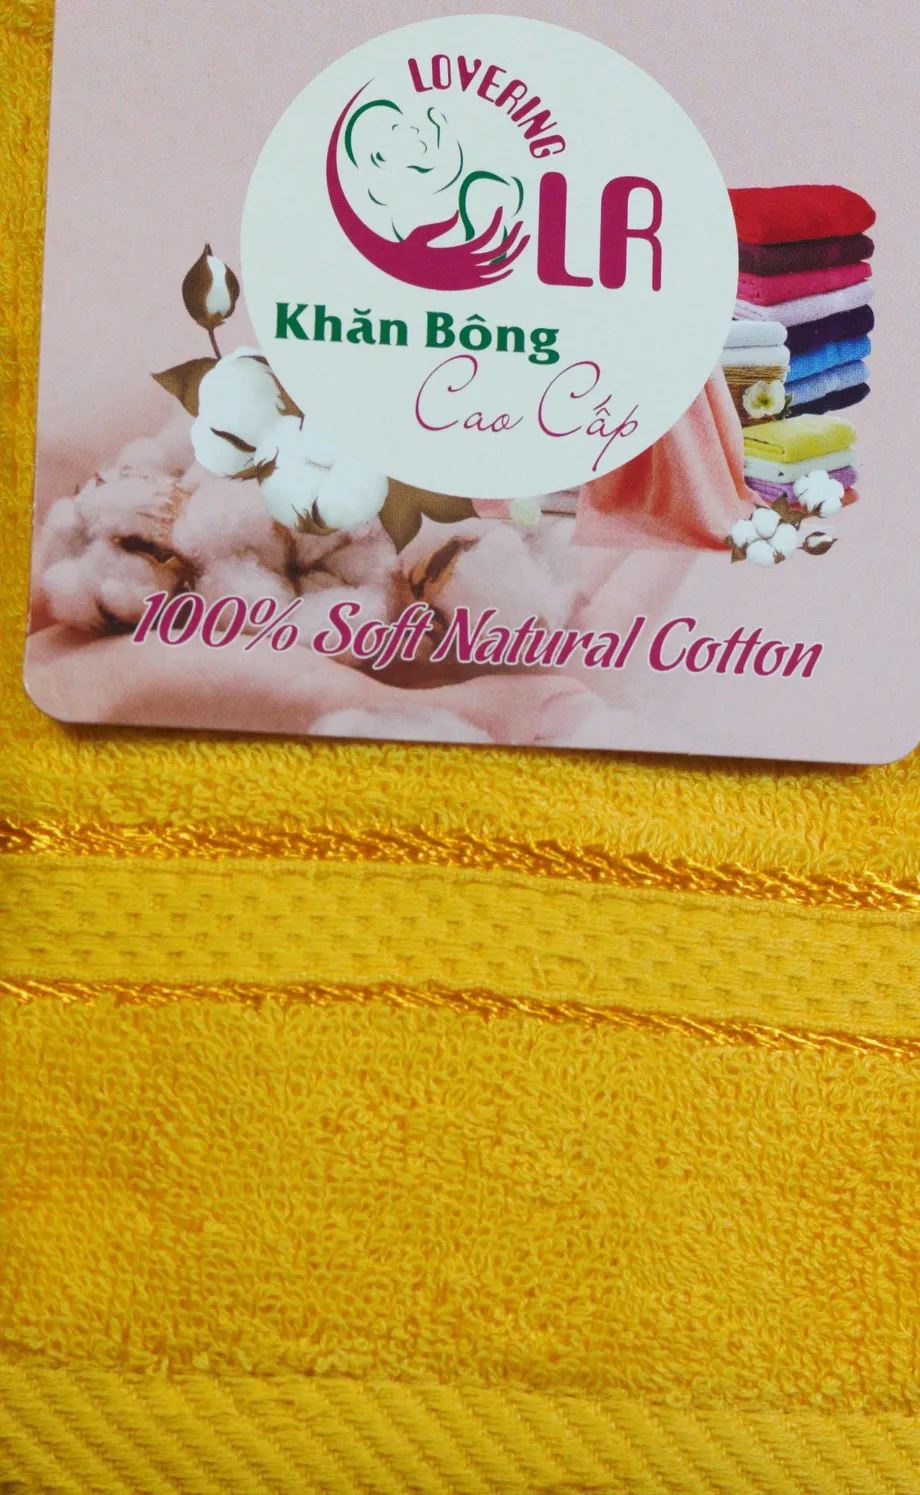 LOVERING
LR
Khăn Bông
Cao Cấp
100% Soft Natural Cotton